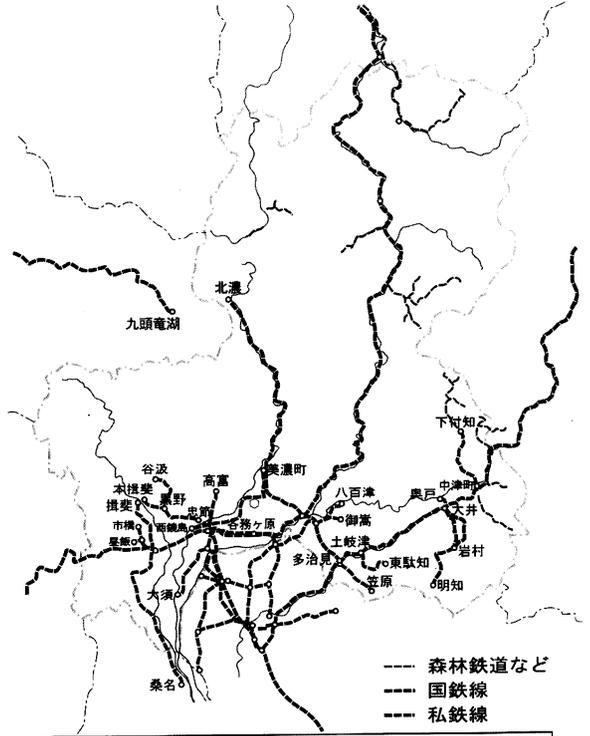 北濃
九頭竜湖
下付知
谷汲
高富
美濃町
本揖斐
黒野
八百津
奥戸
中津町
揖斐
忠節
大井
市橋
西鏡島
各務ヶ原
御嵩
昼飯
土岐津
岩村
多治見
東駄知
大須
笠原
明知
桑名
森林鉄道など
国鉄線
私鉄線